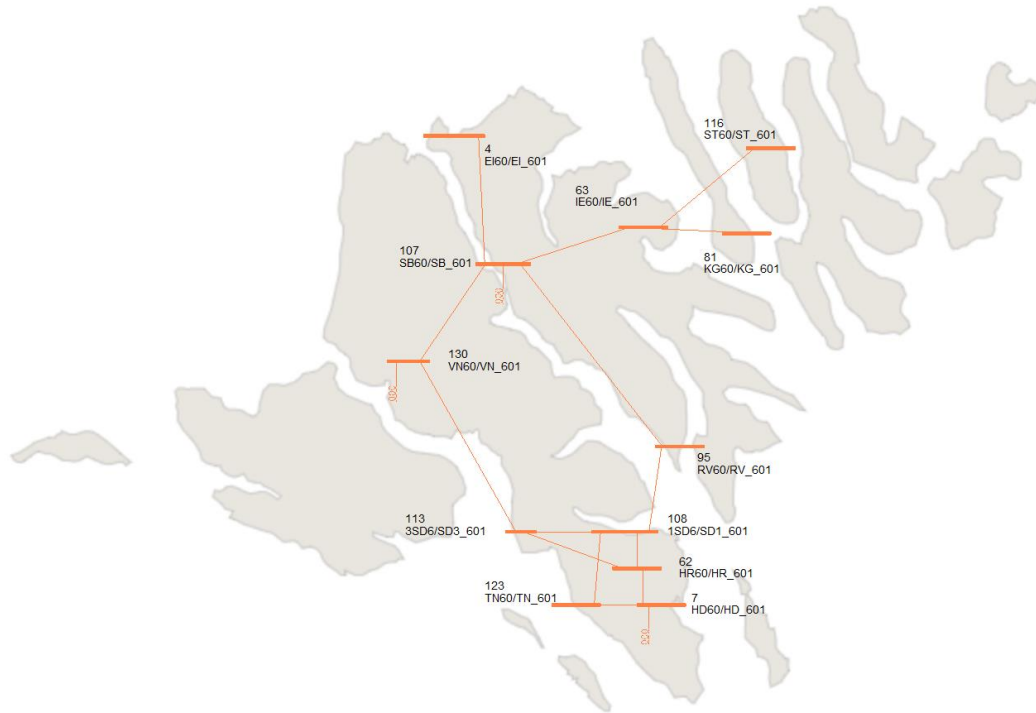 116
ST60/ST_601
4
EI60/EI_601
63
IE60/IE_601
107
SB60/SB_601
81
KG60/KG_601
130
VN60/VN_601
95
RV60/RV_601
113
3SD6/SD3_601
108
1SD6/SD1_601
62
HR60/HR_601
123
TN60/TN_601
7
HD60/HD_601